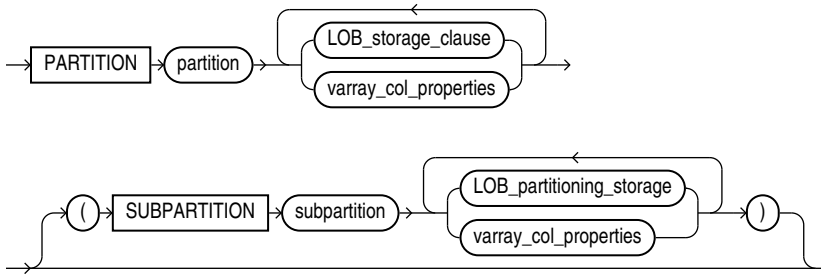 LOB_storage_clause
PARTITION partition
varray_col_properties
LOB_partitioning_storage
( SUBPARTITION subpartition )
varray_col_properties